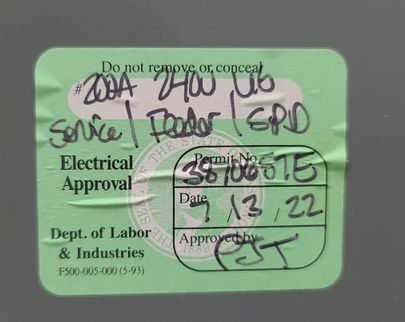 Do not remove or conceal
# 200A 240V UG
Service / Feeder / SPD
Electrical
Approval
Permit No.
Date
7 / 13 / 22
Approved by
PJT
Dept. of Labor
& Industries
F500-005-000 (5-93)